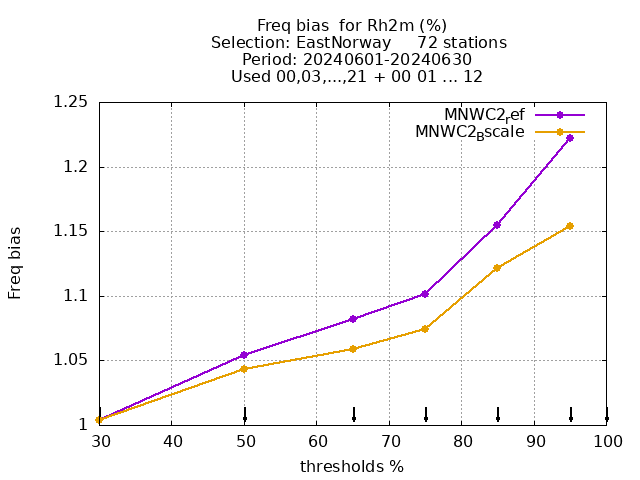 Freq bias  for Rh2m (%)
Selection: EastNorway     72 stations
Period: 20240601-20240630
Used 00,03,...,21 + 00 01 ... 12
MNWC2ref
MNWC2Bscale
1.25
1.2
1.15
1.1
1.05
1
Freq bias
30 40 50 60 70 80 90 100
thresholds %